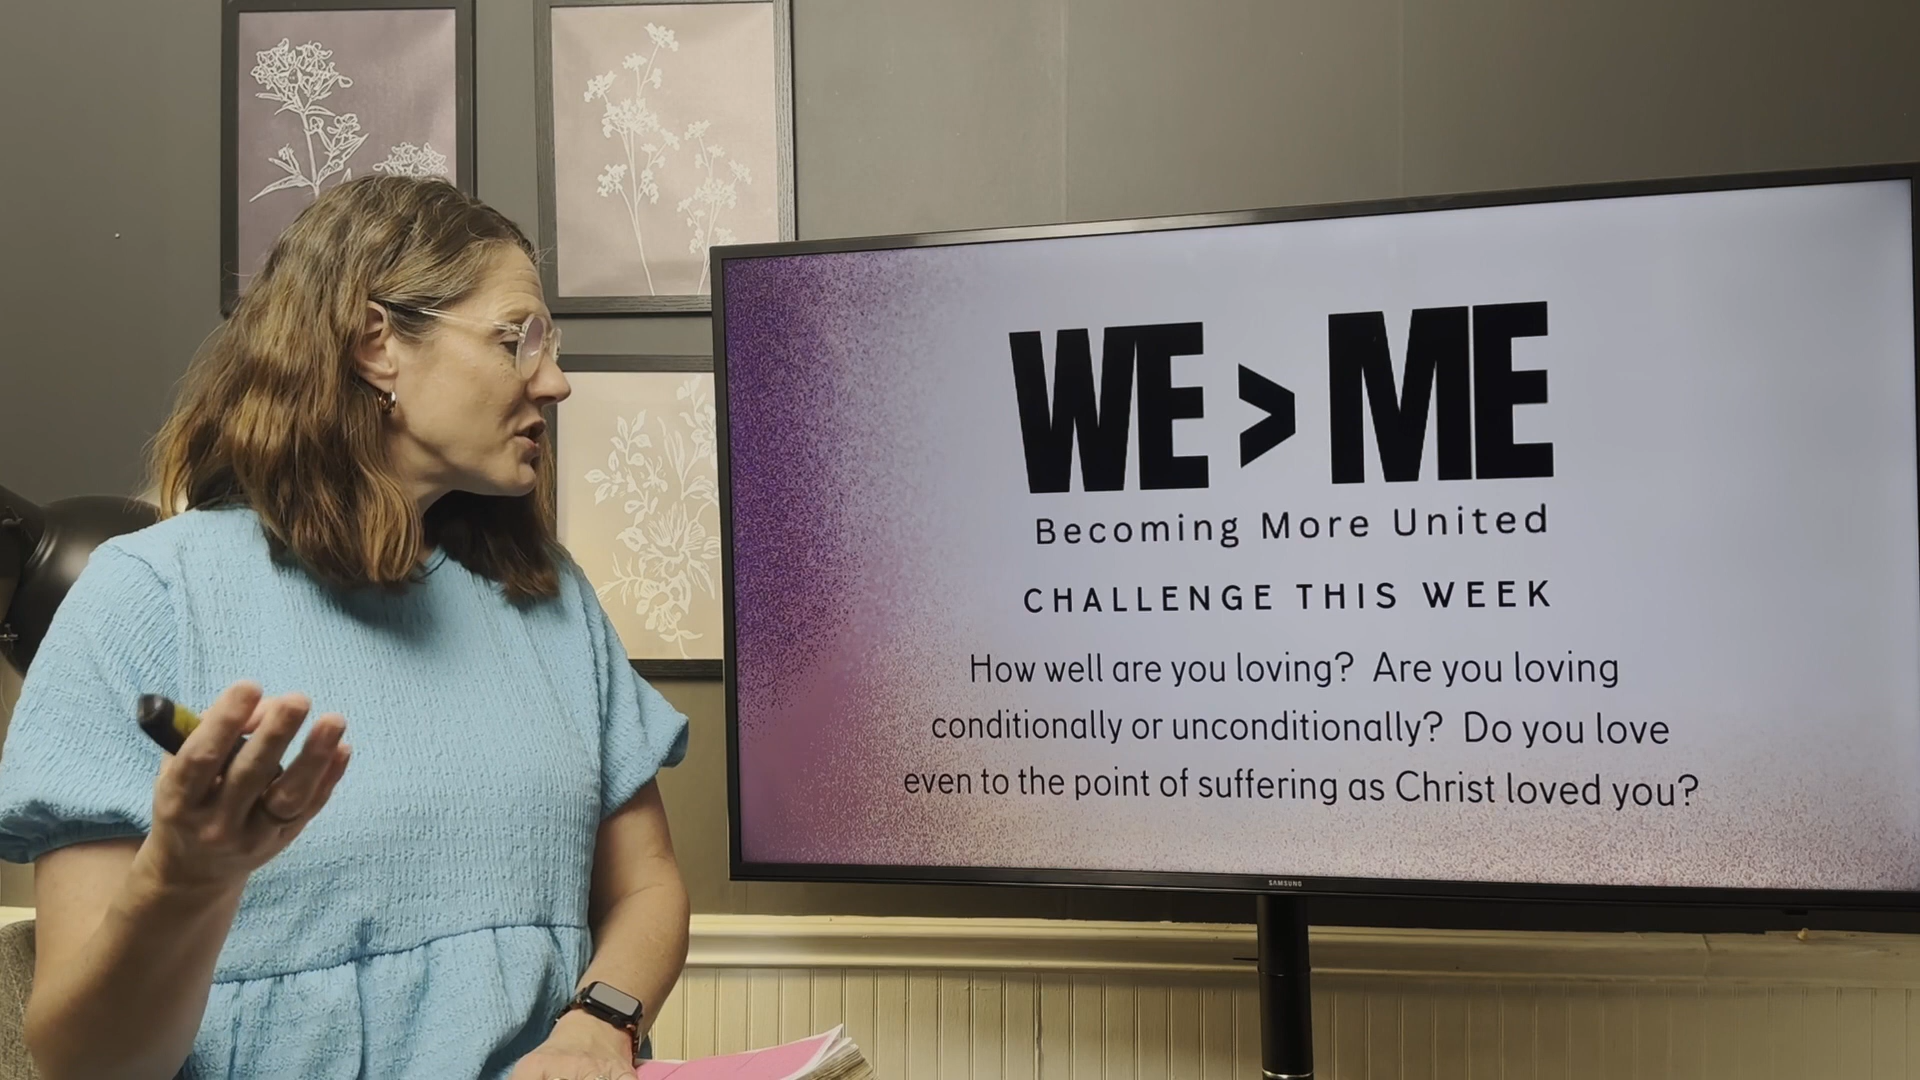 WE > ME
Becoming More United
CHALLENGE THIS WEEK
How well are you loving? Are you loving
conditionally or unconditionally? Do you love
even to the point of suffering as Christ loved you?
SAMSUNG